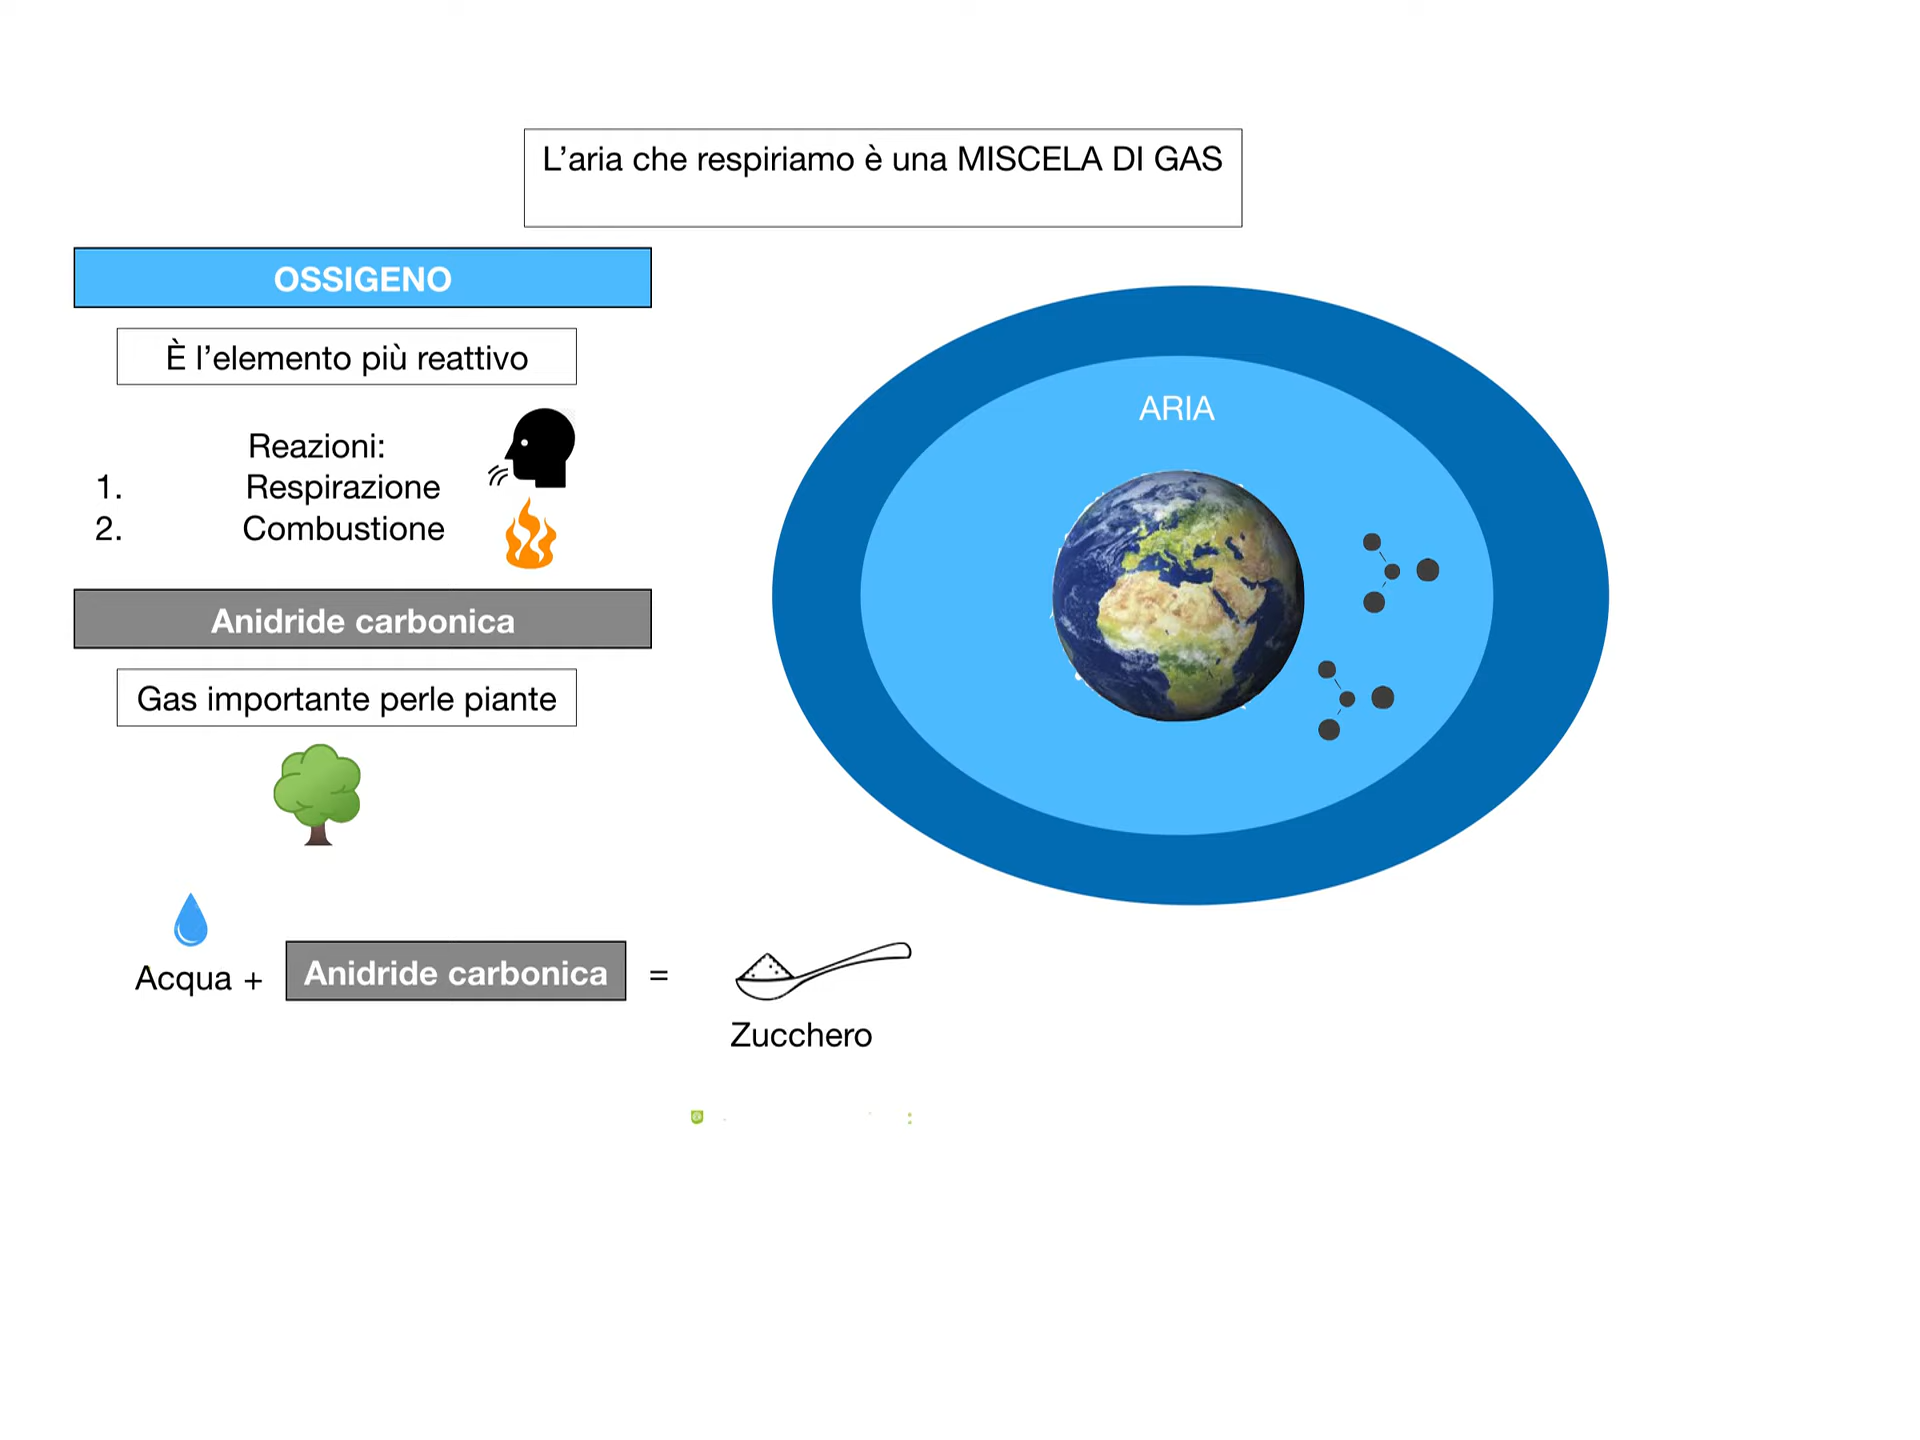 L’aria che respiriamo è una MISCELA DI GAS
OSSIGENO
È l’elemento più reattivo
Reazioni:
1. Respirazione
2. Combustione
Anidride carbonica
Gas importante perle piante
ARIA
Acqua + Anidride carbonica =
Zucchero